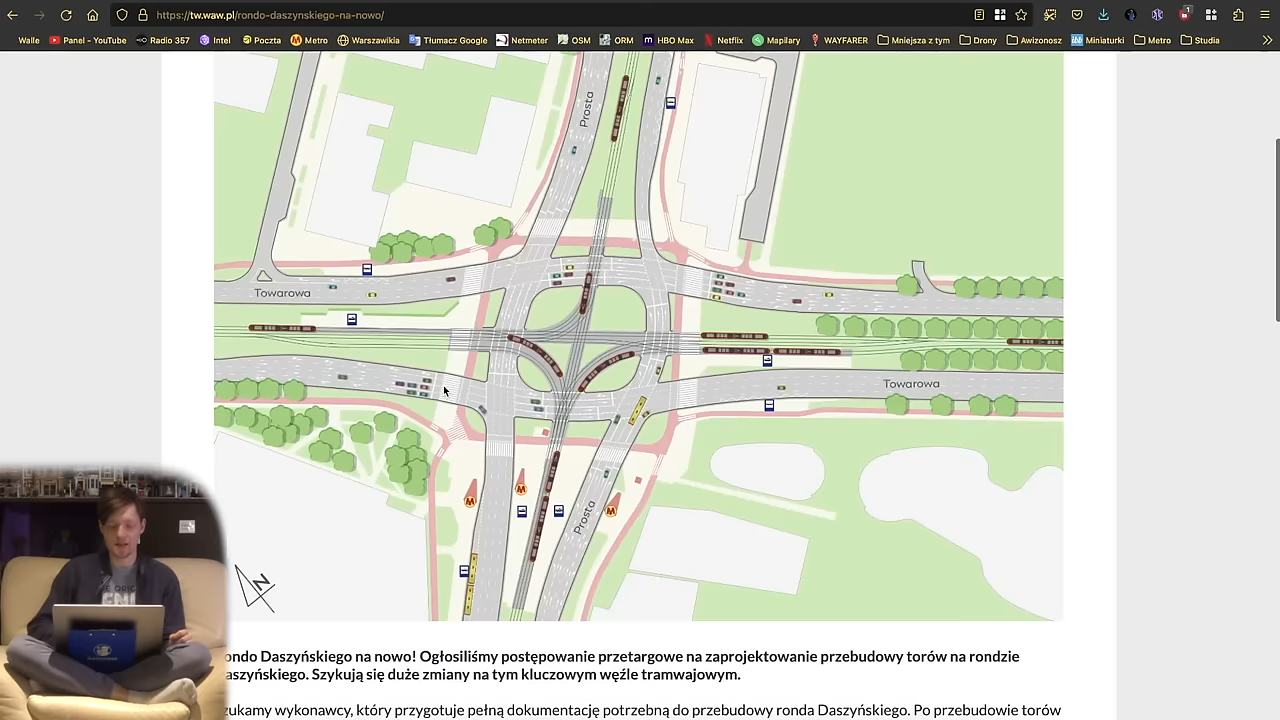 https://tw.waw.pl/rondo-daszynskiego-na-nowo/
Walle Panel - YouTube Radio 357 Intel Poczta Metro Warszawikia Tłumacz Google Netmeter OSM ORM HBO Max Netflix Mapilary WAYFARER Mniejsza z tym Drony Awizonosz Miniaturki Metro Studia
Prosta
Towarowa
Towarowa
M
M
M
Prosta
N
ondo Daszyńskiego na nowo! Ogłosiliśmy postępowanie przetargowe na zaprojektowanie przebudowy torów na rondzie
aszyńskiego. Szykują się duże zmiany na tym kluczowym węźle tramwajowym.
zukamy wykonawcy, który przygotuje pełną dokumentację potrzebną do przebudowy ronda Daszyńskiego. Po przebudowie torów